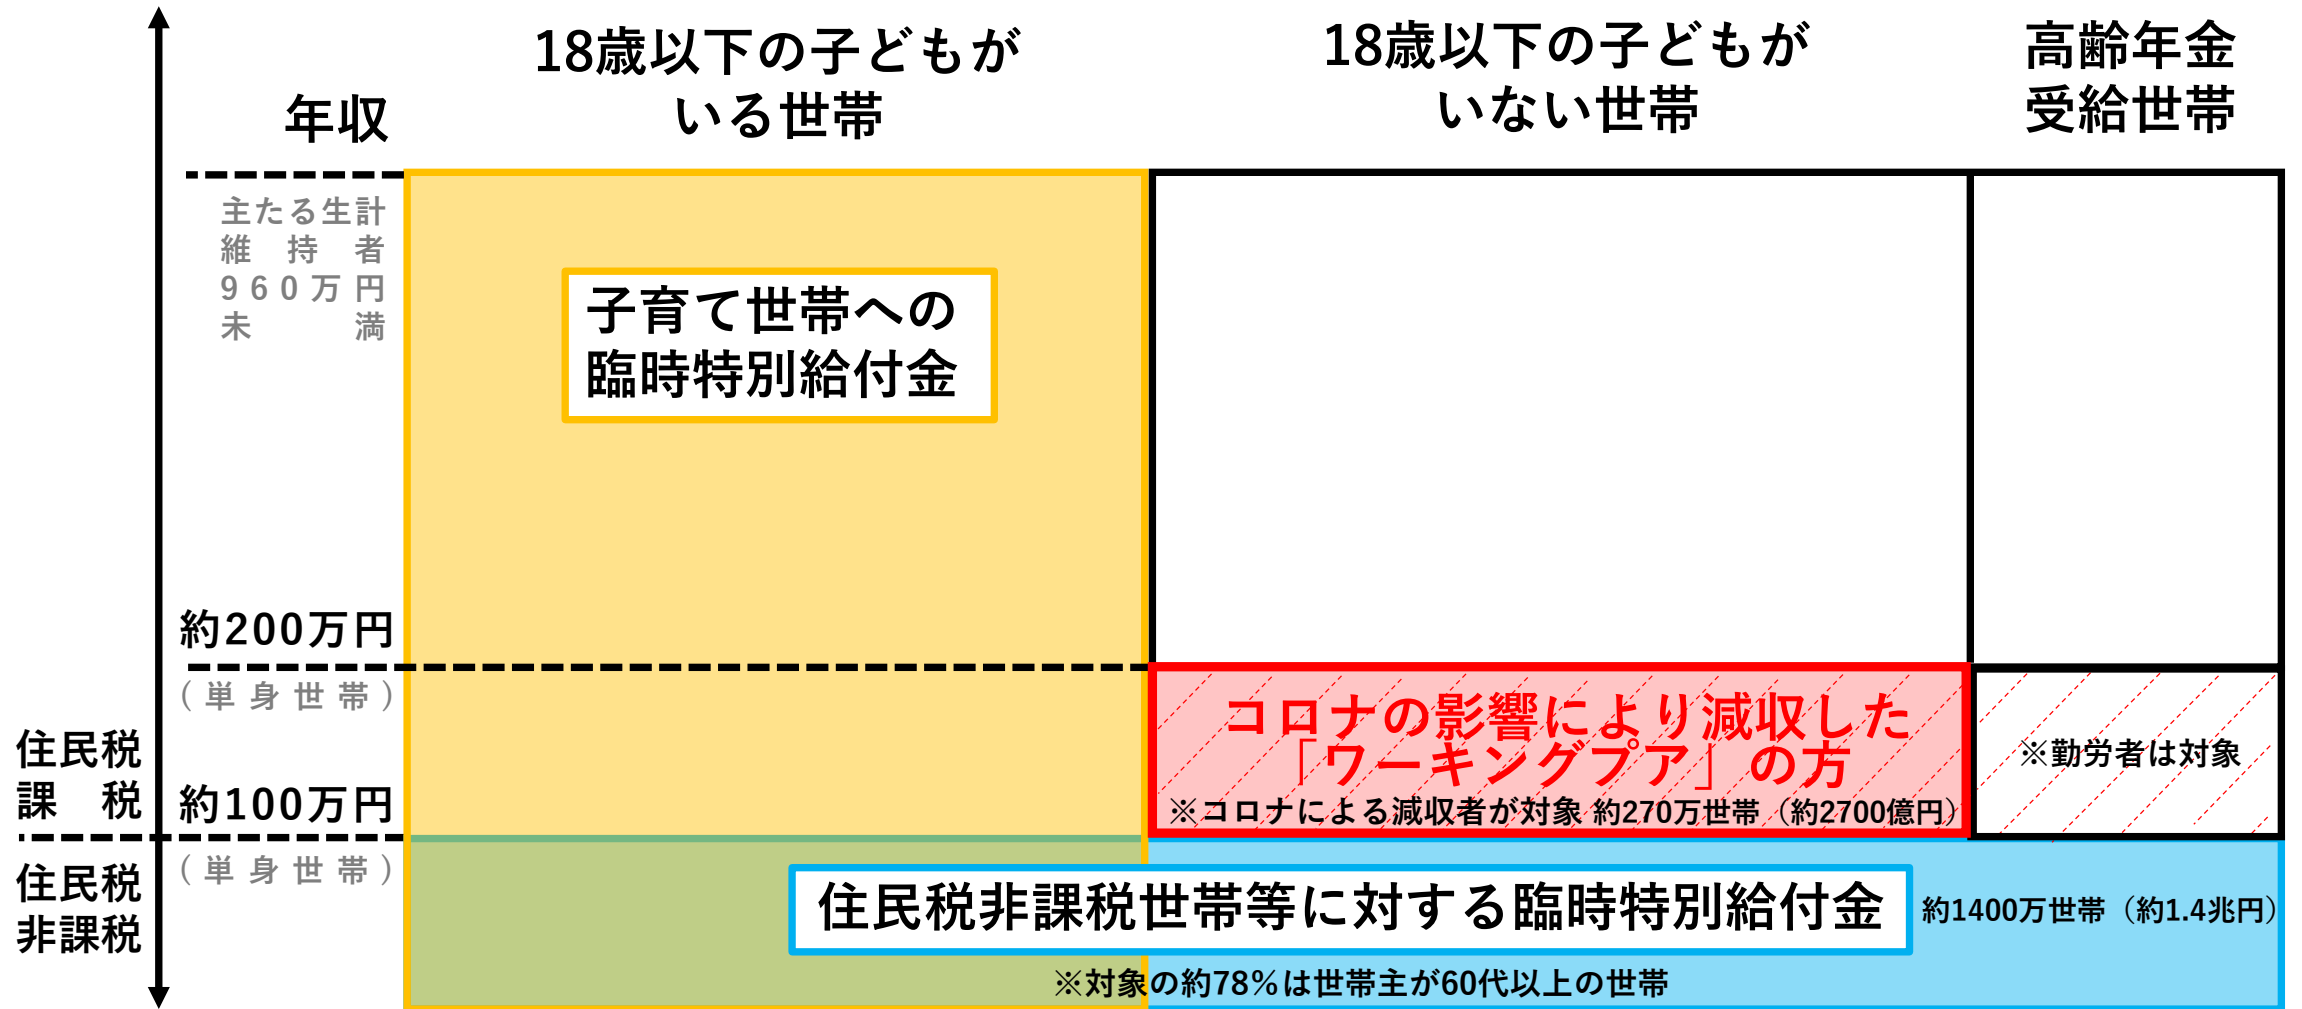 18歳以下の子どもが
いる世帯
18歳以下の子どもが
いない世帯
高齢年金
受給世帯
年収
主たる生計
維持者
960万円
未満
子育て世帯への
臨時特別給付金
約200万円
(単身世帯)
コロナの影響により減収した
「ワーキングプア」の方
※コロナによる減収者が対象 約270万世帯（約2700億円）
※勤労者は対象
住民税
課税
約100万円
(単身世帯)
住民税
非課税
住民税非課税世帯等に対する臨時特別給付金
約1400万世帯（約1.4兆円）
※対象の約78%は世帯主が60代以上の世帯